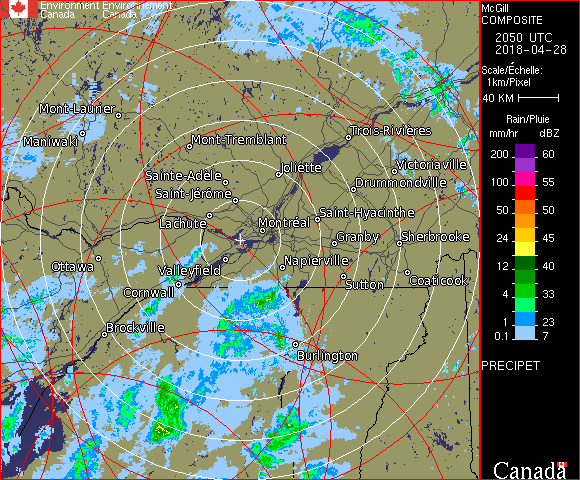 Environment Environnement
Canada Canada
McGill
COMPOSITE
2050 UTC
2018-04-28
Scale/Échelle:
1km/Pixel
40 KM
Rain/Pluie
mm/hr dBZ
200 60
100 55
50 50
24 45
12 40
4 33
1 23
0.1 7
PRECIPET
Canada
Mont-Laurier
Maniwaki
Mont-Tremblant
Trois-Rivières
Joliette
Victoriaville
Sainte-Adèle
Drummondville
Saint-Jérôme
Lachute
Saint-Hyacinthe
Montréal
Granby
Sherbrooke
Ottawa
Valleyfield
Napierville
Cornwall
Sutton
Coaticook
Brockville
Burlington